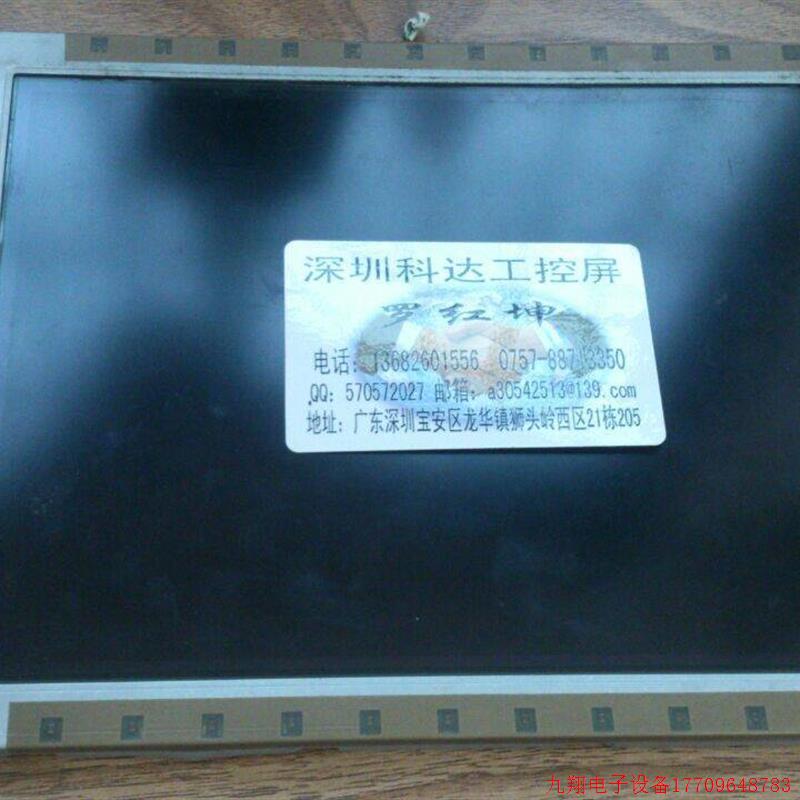 深圳科达工控屏
罗红坤
电话：13682601556 0757-88713350
QQ：570572027 邮箱：a30542513@139.com
地址：广东深圳宝安区龙华镇狮头岭西区21栋205
九翔电子设备17709648783